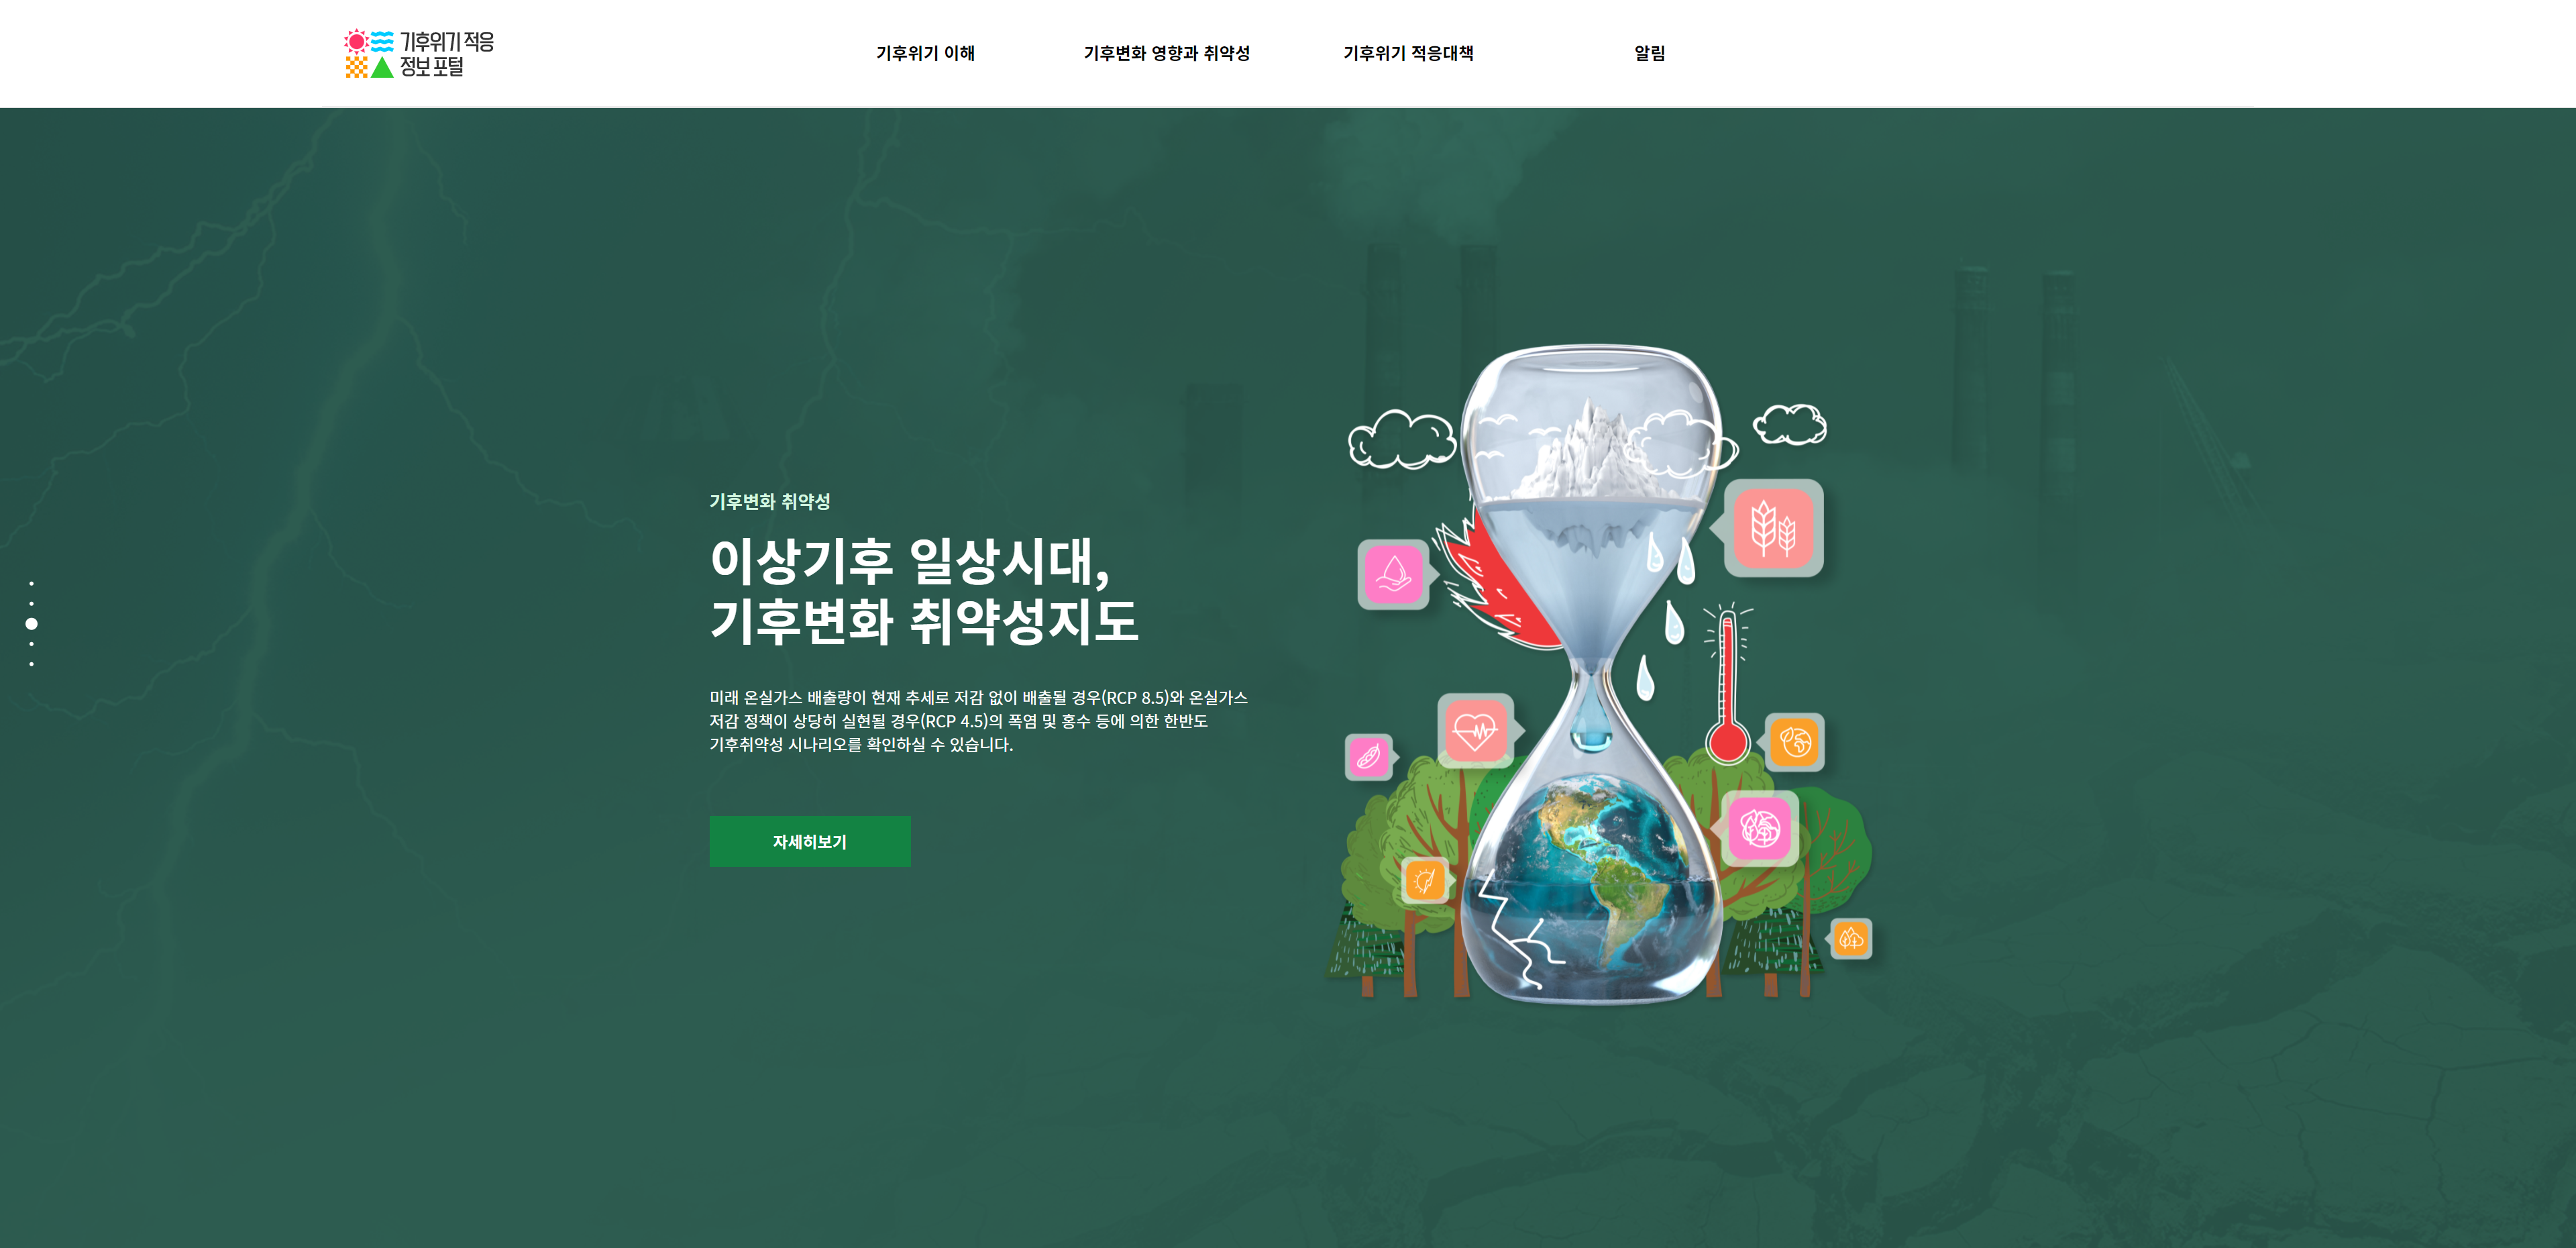 기후위기 적응
정보 포털
기후위기 이해
기후변화 영향과 취약성
기후위기 적응대책
알림
기후변화 취약성
이상기후 일상시대,
기후변화 취약성지도
미래 온실가스 배출량이 현재 추세로 저감 없이 배출될 경우(RCP 8.5)와 온실가스
저감 정책이 상당히 실현될 경우(RCP 4.5)의 폭염 및 홍수 등에 의한 한반도
기후취약성 시나리오를 확인하실 수 있습니다.
자세히보기